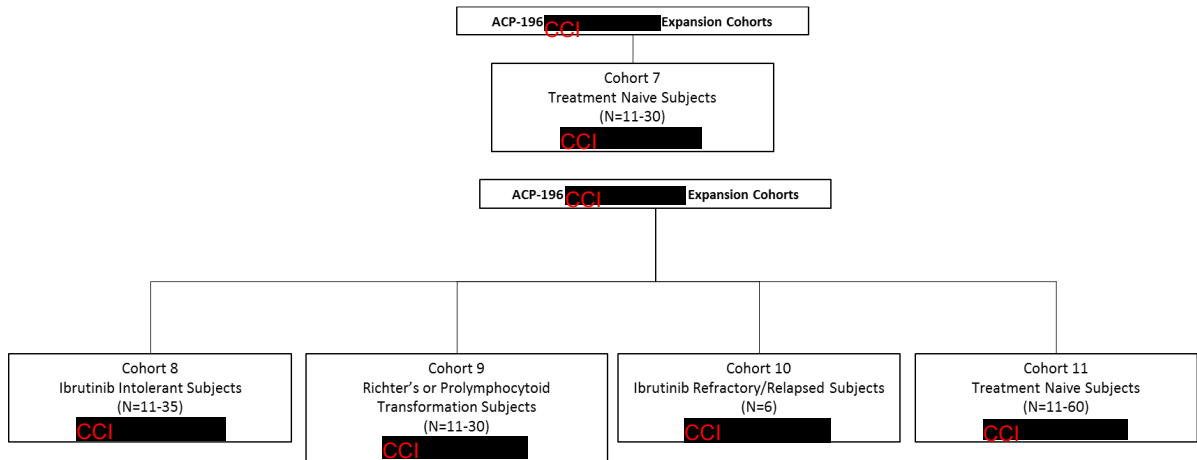 ACP-196 CCI Expansion Cohorts
Cohort 7
Treatment Naive Subjects
(N=11-30)
CCI
ACP-196 CCI Expansion Cohorts
Cohort 8
Ibrutinib Intolerant Subjects
(N=11-35)
CCI
Cohort 9
Richter's or Prolymphocytoid
Transformation Subjects
(N=11-30)
CCI
Cohort 10
Ibrutinib Refractory/Relapsed Subjects
(N=6)
CCI
Cohort 11
Treatment Naive Subjects
(N=11-60)
CCI